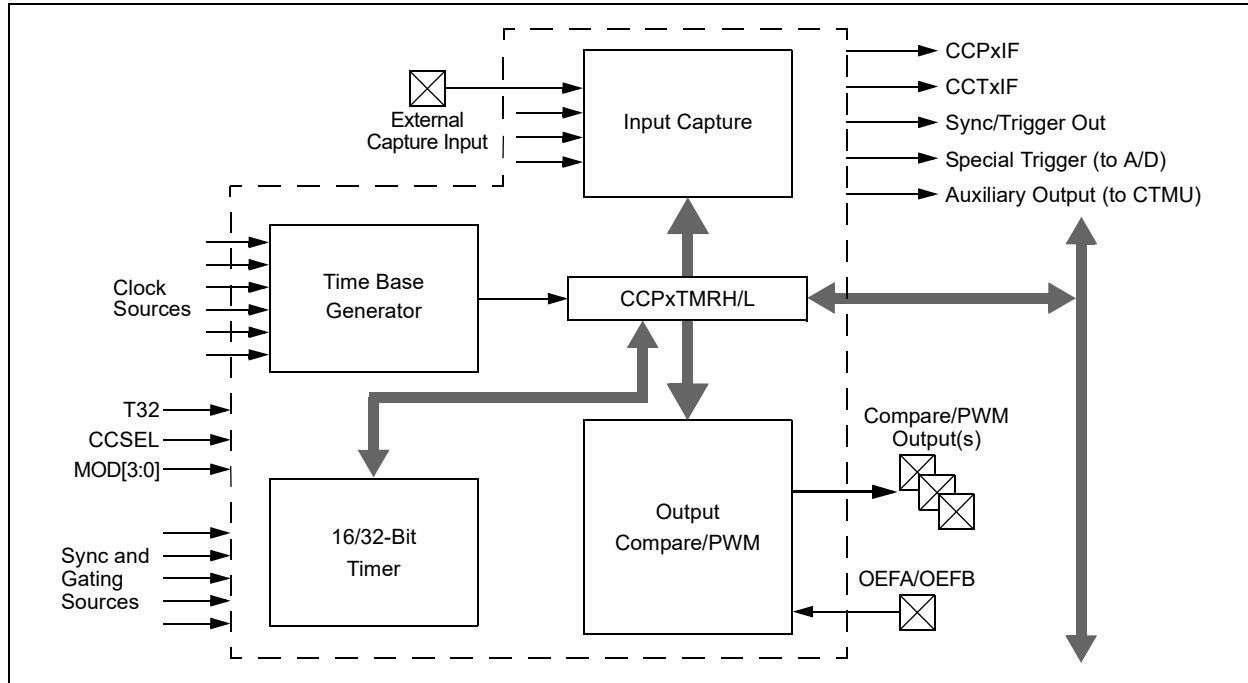 CCPxIF
CCTxIF
Sync/Trigger Out
Special Trigger (to A/D)
Auxiliary Output (to CTMU)
External
Capture Input
Input Capture
Clock
Sources
Time Base
Generator
CCPxTMRH/L
T32
CCSEL
MOD[3:0]
Sync and
Gating
Sources
16/32-Bit
Timer
Output
Compare/PWM
Compare/PWM
Output(s)
OEFA/OEFB